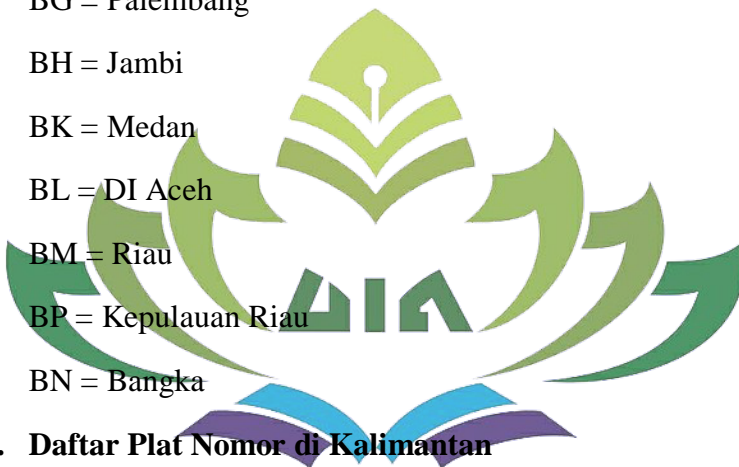 BG = Palembang
BH = Jambi
BK = Medan
BL = DI Aceh
BM = Riau
BP = Kepulauan Riau
BN = Bangka
. Daftar Plat Nomor di Kalimantan